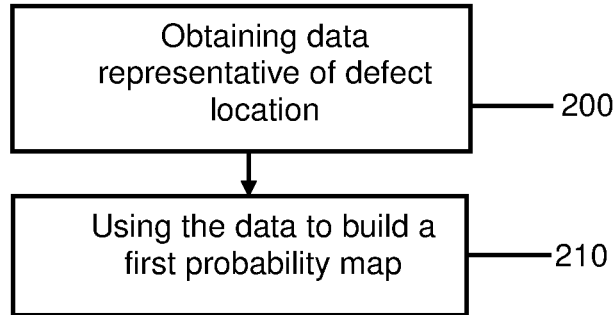 Obtaining data
representative of defect
location
200
Using the data to build a
first probability map
210